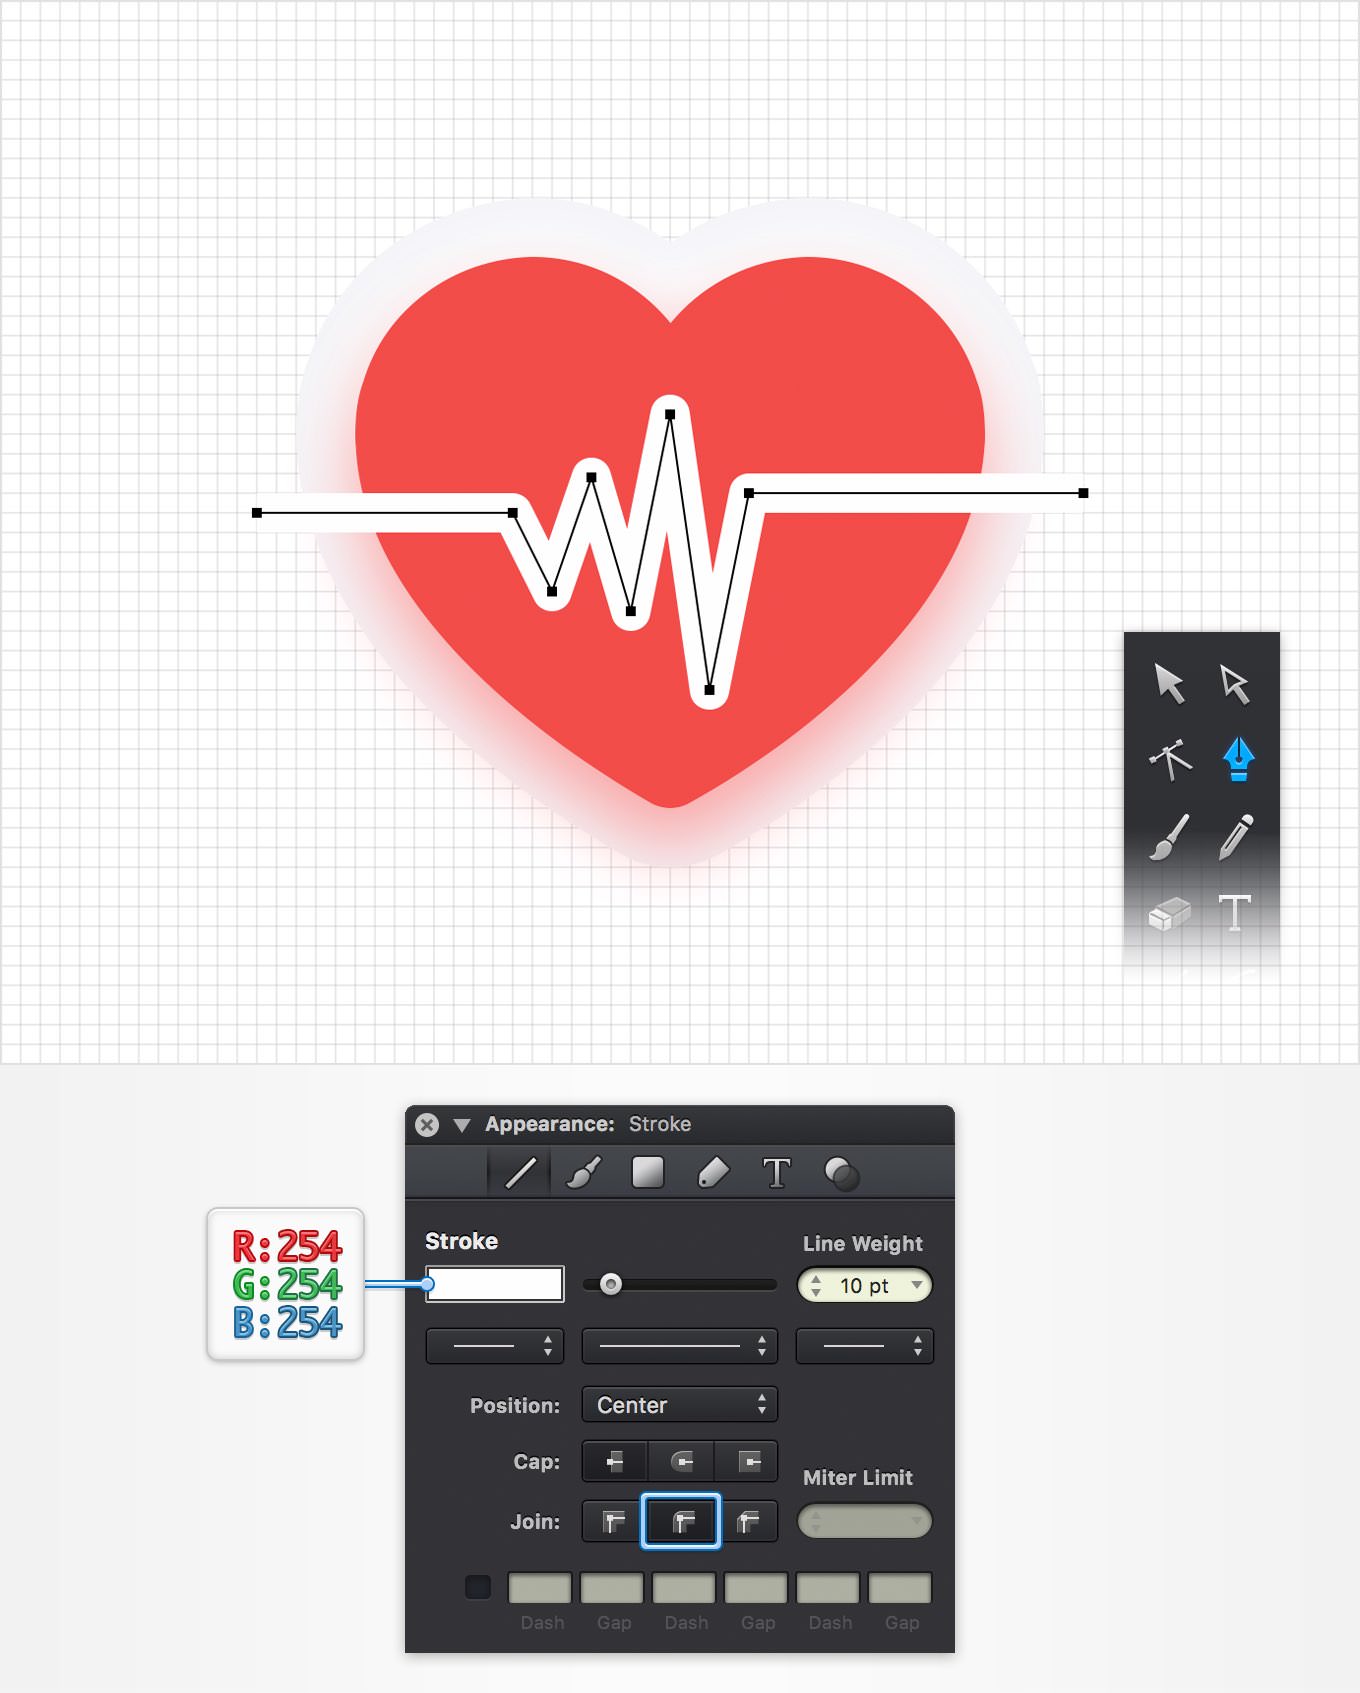 Appearance: Stroke
Stroke
Line Weight
R:254
G:254
B:254
10 pt
Position: Center
Cap:
Miter Limit
Join:
Dash Gap Dash Gap Dash Gap